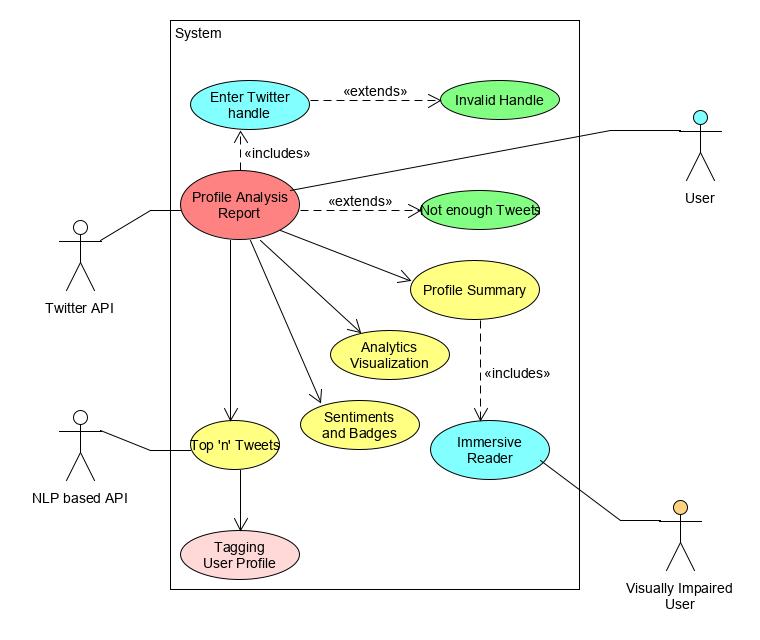 System
Enter Twitter
handle
«extends»
Invalid Handle
«includes»
Profile Analysis
Report
«extends»
Not enough Tweets
User
Twitter API
Profile Summary
Analytics
Visualization
«includes»
Sentiments
and Badges
Top 'n' Tweets
Immersive
Reader
NLP based API
Tagging
User Profile
Visually Impaired
User